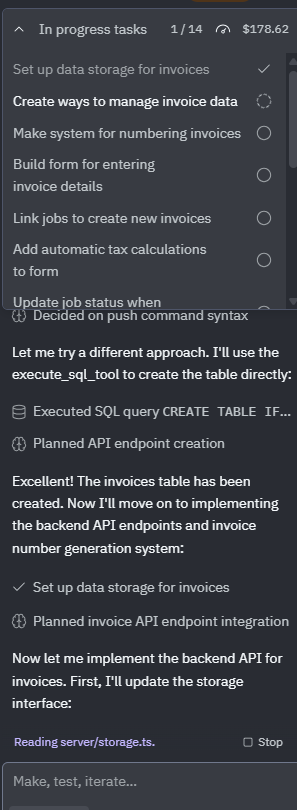 In progress tasks 1 / 14 $178.62
Set up data storage for invoices
Create ways to manage invoice data
Make system for numbering invoices
Build form for entering
invoice details
Link jobs to create new invoices
Add automatic tax calculations
to form
Update job status when
Decided on push command syntax
Let me try a different approach. I'll use the
execute_sql_tool to create the table directly:
Executed SQL query CREATE TABLE IF...
Planned API endpoint creation
Excellent! The invoices table has been
created. Now I'll move on to implementing
the backend API endpoints and invoice
number generation system:
Set up data storage for invoices
Planned invoice API endpoint integration
Now let me implement the backend API for
invoices. First, I'll update the storage
interface:
Reading server/storage.ts. Stop
Make, test, iterate...